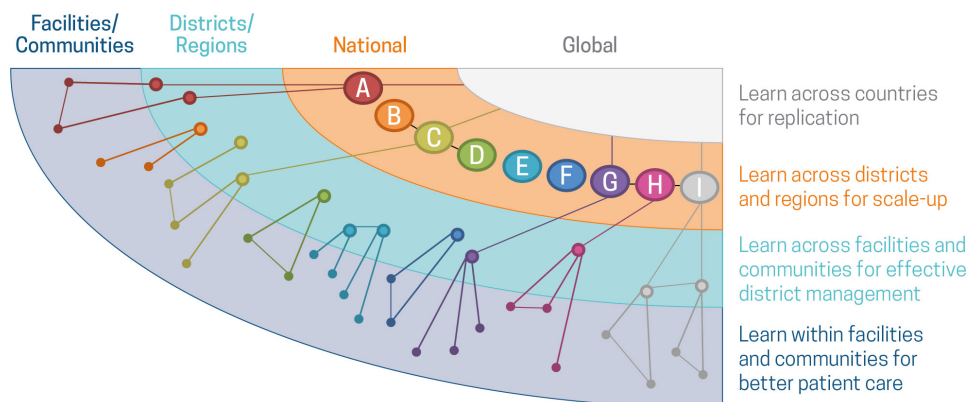 Facilities/
Communities
Districts/
Regions
National
Global
A
B
C
D
E
F
G
H
I
Learn across countries
for replication
Learn across districts
and regions for scale-up
Learn across facilities and
communities for effective
district management
Learn within facilities
and communities for
better patient care